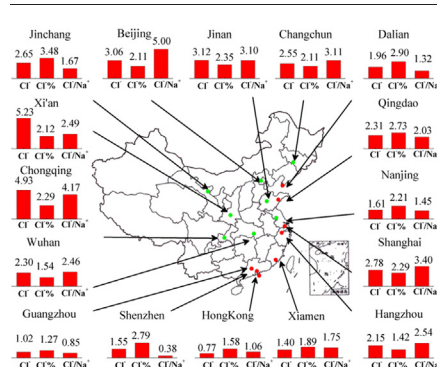 Jinchang
2.65 3.48 1.67
Cl⁻ Cl⁻% Cl⁻/Na⁺
Beijing
3.06 2.11 5.00
Cl⁻ Cl⁻% Cl⁻/Na⁺
Jinan
3.12 2.35 3.10
Cl⁻ Cl⁻% Cl⁻/Na⁺
Changchun
2.55 2.11 3.11
Cl⁻ Cl⁻% Cl⁻/Na⁺
Dalian
1.96 2.90 1.32
Cl⁻ Cl⁻% Cl⁻/Na⁺
Xi'an
5.23 2.12 2.49
Cl⁻ Cl⁻% Cl⁻/Na⁺
Qingdao
2.31 2.73 2.03
Cl⁻ Cl⁻% Cl⁻/Na⁺
Chongqing
4.93 2.29 4.17
Cl⁻ Cl⁻% Cl⁻/Na⁺
Nanjing
1.61 2.21 1.45
Cl⁻ Cl⁻% Cl⁻/Na⁺
Wuhan
2.30 1.54 2.46
Cl⁻ Cl⁻% Cl⁻/Na⁺
Shanghai
2.78 2.29 3.40
Cl⁻ Cl⁻% Cl⁻/Na⁺
Guangzhou
1.02 1.27 0.85
Cl⁻ Cl⁻% Cl⁻/Na⁺
Shenzhen
1.55 2.79 0.38
Cl⁻ Cl⁻% Cl⁻/Na⁺
HongKong
0.77 1.58 1.06
Cl⁻ Cl⁻% Cl⁻/Na⁺
Xiamen
1.40 1.89 1.75
Cl⁻ Cl⁻% Cl⁻/Na⁺
Hangzhou
2.15 1.42 2.54
Cl⁻ Cl⁻% Cl⁻/Na⁺